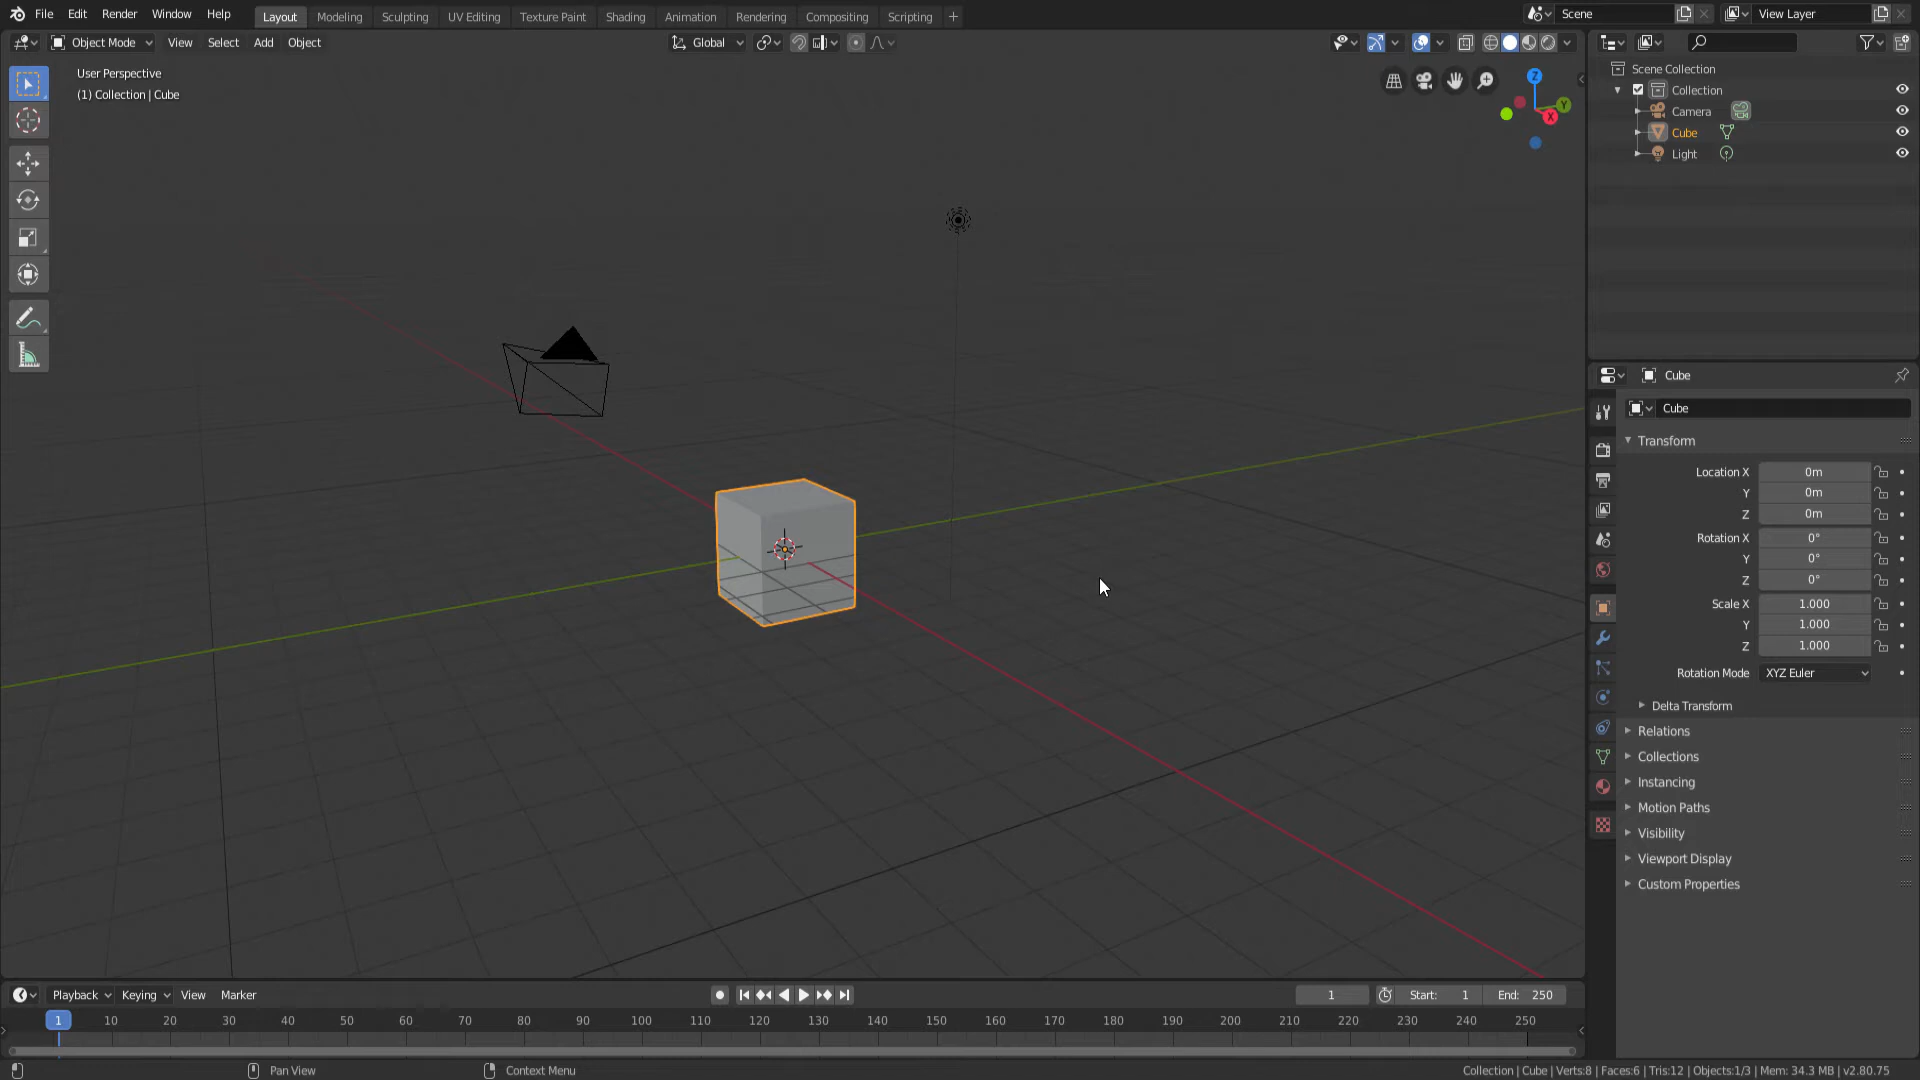 File Edit Render Window Help Layout Modeling Sculpting UV Editing Texture Paint Shading Animation Rendering Compositing Scripting + Scene View Layer
Object Mode View Select Add Object Global
User Perspective
(1) Collection | Cube
Z
Y
X
Scene Collection
Collection
Camera
Cube
Light
Cube
Cube
Transform
Location X 0m
Y 0m
Z 0m
Rotation X 0°
Y 0°
Z 0°
Scale X 1.000
Y 1.000
Z 1.000
Rotation Mode XYZ Euler
Delta Transform
Relations
Collections
Instancing
Motion Paths
Visibility
Viewport Display
Custom Properties
Playback Keying View Marker 1 Start: 1 End: 250
1 10 20 30 40 50 60 70 80 90 100 110 120 130 140 150 160 170 180 190 200 210 220 230 240 250
Pan View Context Menu Collection | Cube | Verts:8 | Faces:6 | Tris:12 | Objects:1/3 | Mem: 34.3 MB | v2.80.75